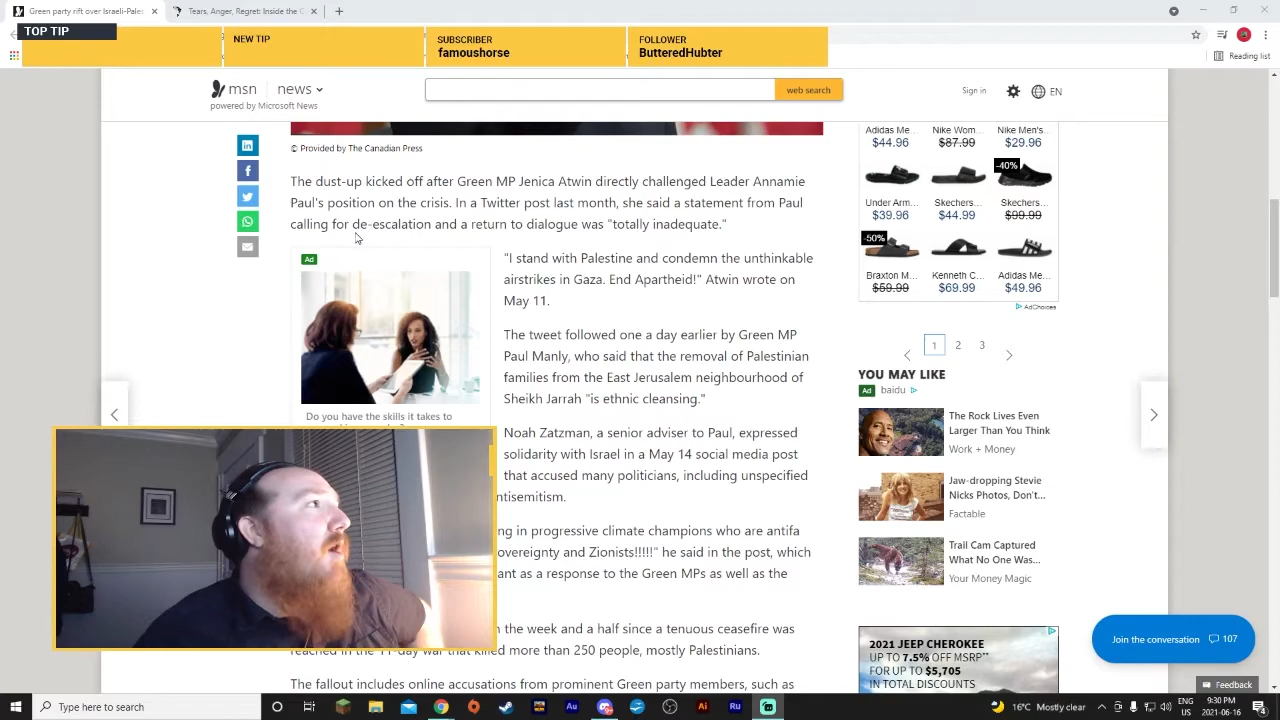 Green party rift over Israeli-Pales
Tears, Anger, Regret: Inside the G
TOP TIP
NEW TIP
SUBSCRIBER
famoushorse
FOLLOWER
ButteredHubter
Reading list
msn
news
powered by Microsoft News
web search
Sign in
EN
© Provided by The Canadian Press
The dust-up kicked off after Green MP Jenica Atwin directly challenged Leader Annamie
Paul's position on the crisis. In a Twitter post last month, she said a statement from Paul
calling for de-escalation and a return to dialogue was "totally inadequate."
Ad
Do you have the skills it takes to
"I stand with Palestine and condemn the unthinkable
airstrikes in Gaza. End Apartheid!" Atwin wrote on
May 11.
The tweet followed one a day earlier by Green MP
Paul Manly, who said that the removal of Palestinian
families from the East Jerusalem neighbourhood of
Sheikh Jarrah "is ethnic cleansing."
Noah Zatzman, a senior adviser to Paul, expressed
solidarity with Israel in a May 14 social media post
that accused many politicians, including unspecified
ntisemitism.
ng in progressive climate champions who are antifa
overeignty and Zionists!!!!!" he said in the post, which
ant as a response to the Green MPs as well as the
n the week and a half since a tenuous ceasefire was
reached in the 11-day war that killed more than 250 people, mostly Palestinians.
The fallout includes online accusations from prominent Green party members, such as
Adidas Me...
$44.96
Nike Wom...
$87.99
Nike Men's...
$29.96
-40%
Under Arm...
$39.96
Skechers...
$44.99
Skechers...
$99.99
-50%
Braxton M...
$59.99
Kenneth C...
$69.99
Adidas Me...
$49.96
AdChoices
1 2 3
YOU MAY LIKE
Ad baidu
The Rock Lives Even
Larger Than You Think
Work + Money
Jaw-dropping Stevie
Nicks Photos, Don't...
Factable
Trail Cam Captured
What No One Was...
Your Money Magic
Join the conversation 107
2021 JEEP CHEROKEE
UP TO 7.5% OFF MSRP**
FOR UP TO $5,705
IN TOTAL DISCOUNTS
Feedback
Type here to search
16°C Mostly clear
ENG
US
9:30 PM
2021-06-16